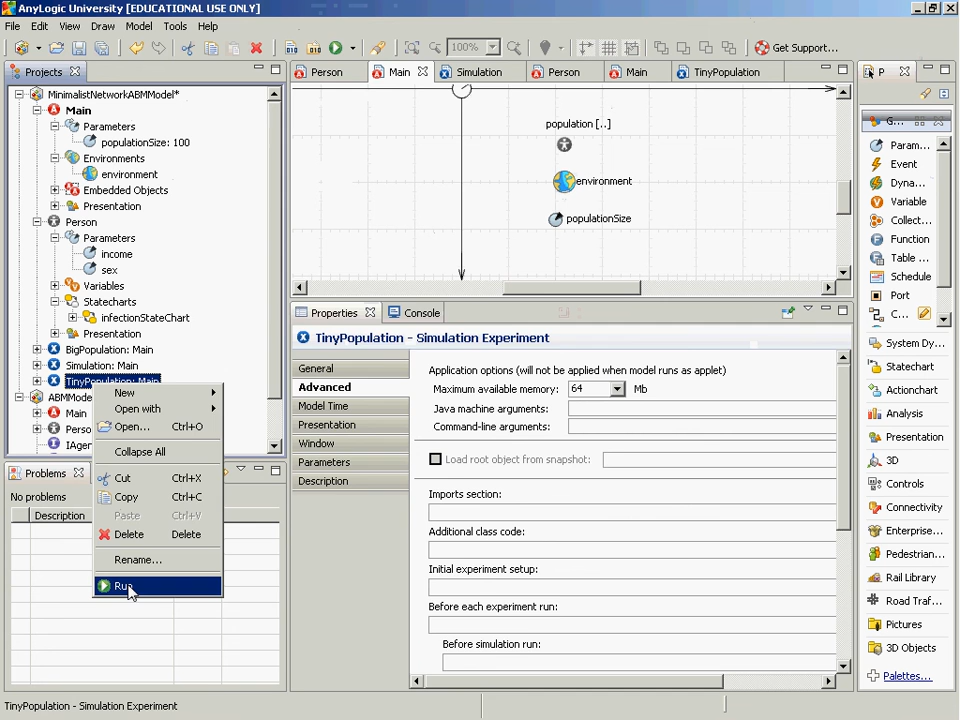 AnyLogic University [EDUCATIONAL USE ONLY]
File Edit View Draw Model Tools Help
100% Get Support...
Projects
Person Main Simulation Person Main TinyPopulation P
MinimalistNetworkABMModel*
Main
Parameters
populationSize: 100
Environments
environment
Embedded Objects
Presentation
Person
Parameters
income
sex
Variables
Statecharts
infectionStateChart
Presentation
BigPopulation: Main
Simulation: Main
TinyPopulation: Main
ABMMode
Main
Perso
IAgen
New
Open with
Open... Ctrl+O
Collapse All
Cut Ctrl+X
Copy Ctrl+C
Paste Ctrl+V
Delete Delete
Rename...
Run
Problems
No problems
Description
population [..]
environment
populationSize
Properties Console
TinyPopulation - Simulation Experiment
General
Advanced
Model Time
Presentation
Window
Parameters
Description
Application options (will not be applied when model runs as applet)
Maximum available memory: 64 Mb
Java machine arguments:
Command-line arguments:
Load root object from snapshot:
Imports section:
Additional class code:
Initial experiment setup:
Before each experiment run:
Before simulation run:
G...
Param...
Event
Dyna...
Variable
Collect...
Function
Table ...
Schedule
Port
C...
System Dy...
Statechart
Actionchart
Analysis
Presentation
3D
Controls
Connectivity
Enterprise...
Pedestrian...
Rail Library
Road Traf...
Pictures
3D Objects
Palettes...
TinyPopulation - Simulation Experiment